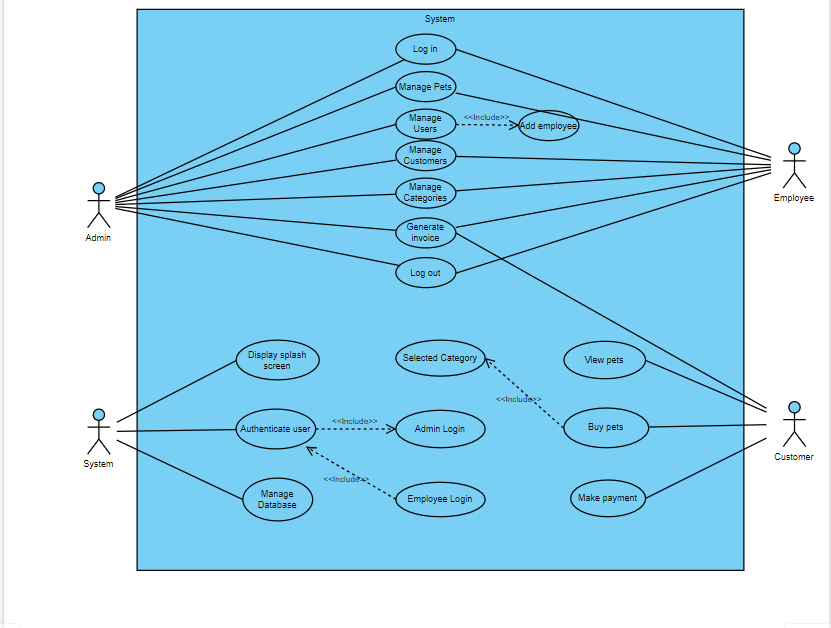 System
Log in
Manage Pets
Manage
Users
<<Include>>
Add employee
Manage
Customers
Manage
Categories
Generate
invoice
Log out
Admin
Employee
Display splash
screen
Selected Category
View pets
<<Include>>
Authenticate user
<<Include>>
Admin Login
Buy pets
System
Customer
<<Include>>
Manage
Database
Employee Login
Make payment